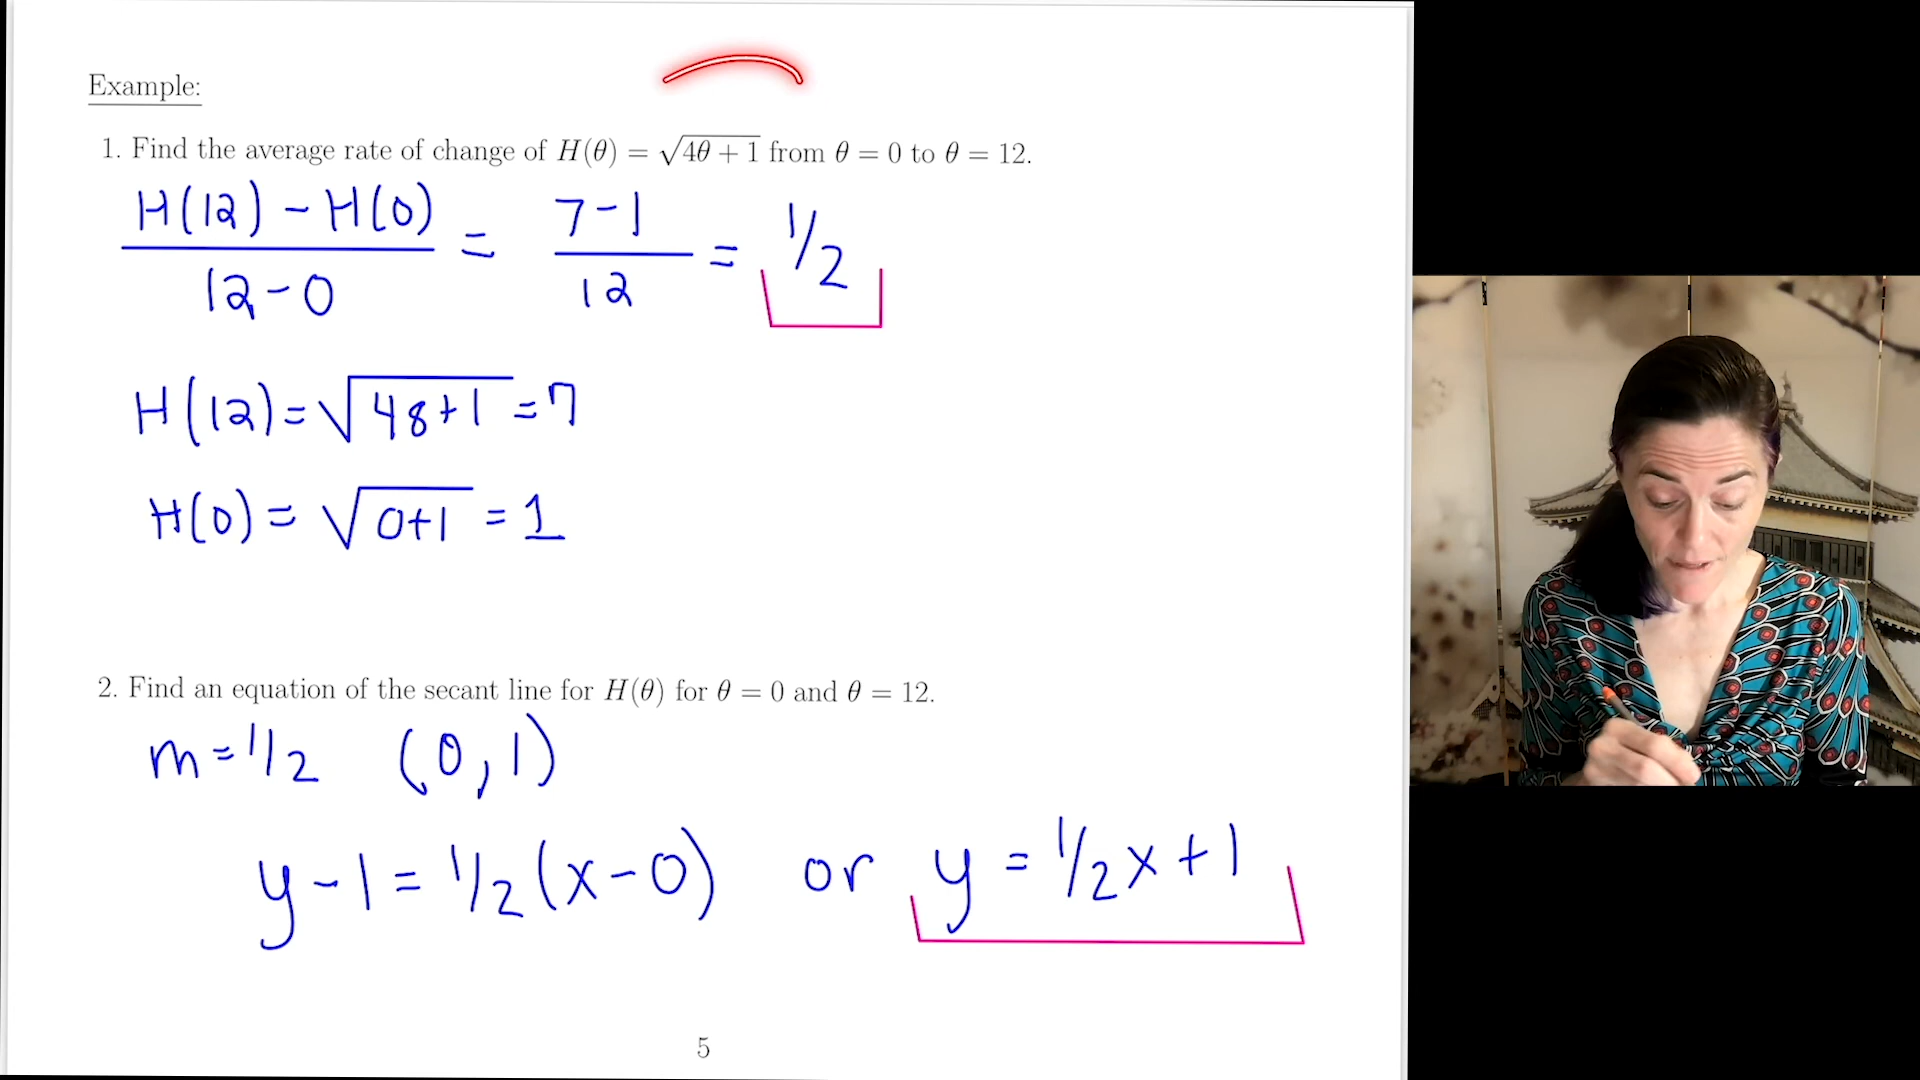 Example:
1. Find the average rate of change of H(θ) = √(4θ + 1) from θ = 0 to θ = 12.
H(12) - H(0) / 12 - 0 = 7 - 1 / 12 = 1/2
H(12) = √(48+1) = 7
H(0) = √(0+1) = 1
2. Find an equation of the secant line for H(θ) for θ = 0 and θ = 12.
m = 1/2 (0, 1)
y - 1 = 1/2 (x - 0) or y = 1/2 x + 1
5